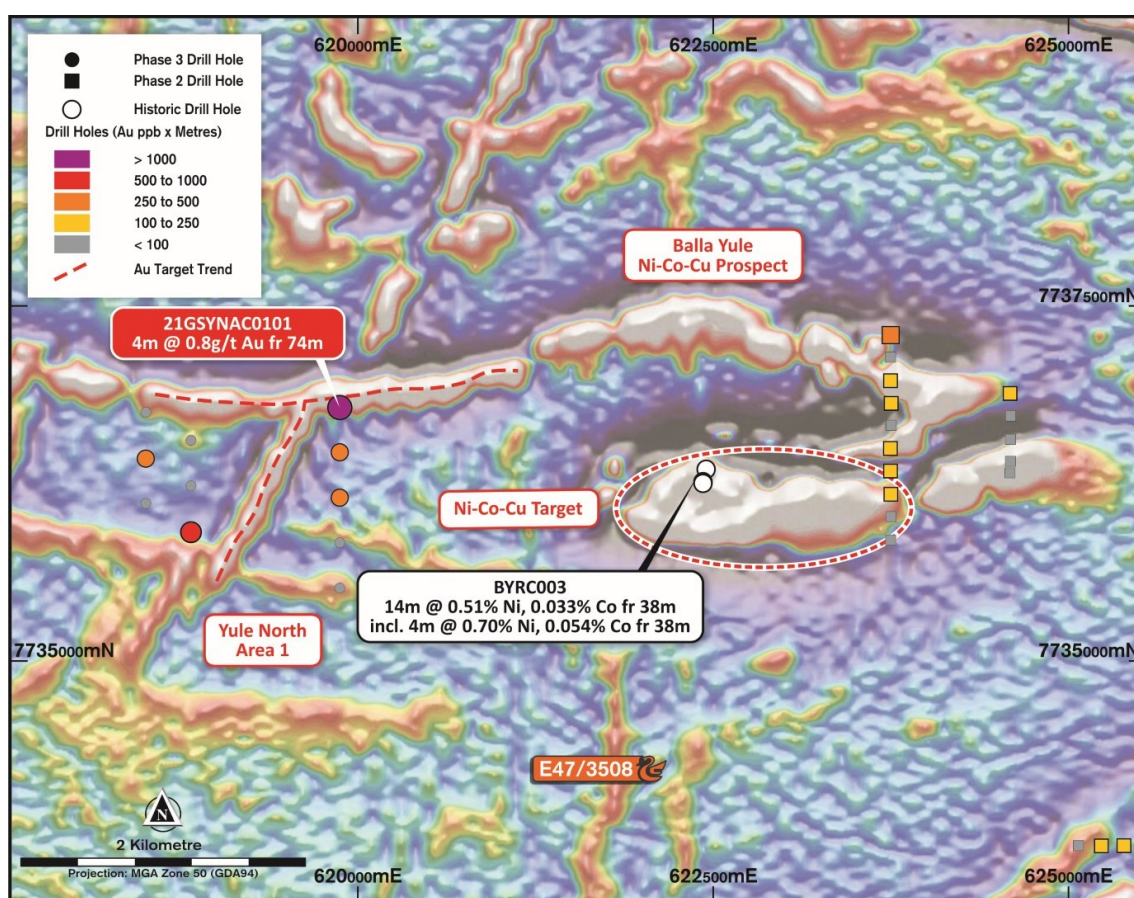 620000mE
622500mE
625000mE
Phase 3 Drill Hole
Phase 2 Drill Hole
Historic Drill Hole
Drill Holes (Au ppb x Metres)
> 1000
500 to 1000
250 to 500
100 to 250
< 100
Au Target Trend
Balla Yule
Ni-Co-Cu Prospect
7737500mN
7737500mN
21GSYNAC0101
4m @ 0.8g/t Au fr 74m
Ni-Co-Cu Target
BYRC003
14m @ 0.51% Ni, 0.033% Co fr 38m
incl. 4m @ 0.70% Ni, 0.054% Co fr 38m
Yule North
Area 1
7735000mN
7735000mN
E47/3508
N
2 Kilometre
Projection: MGA Zone 50 (GDA94)
620000mE
622500mE
625000mE